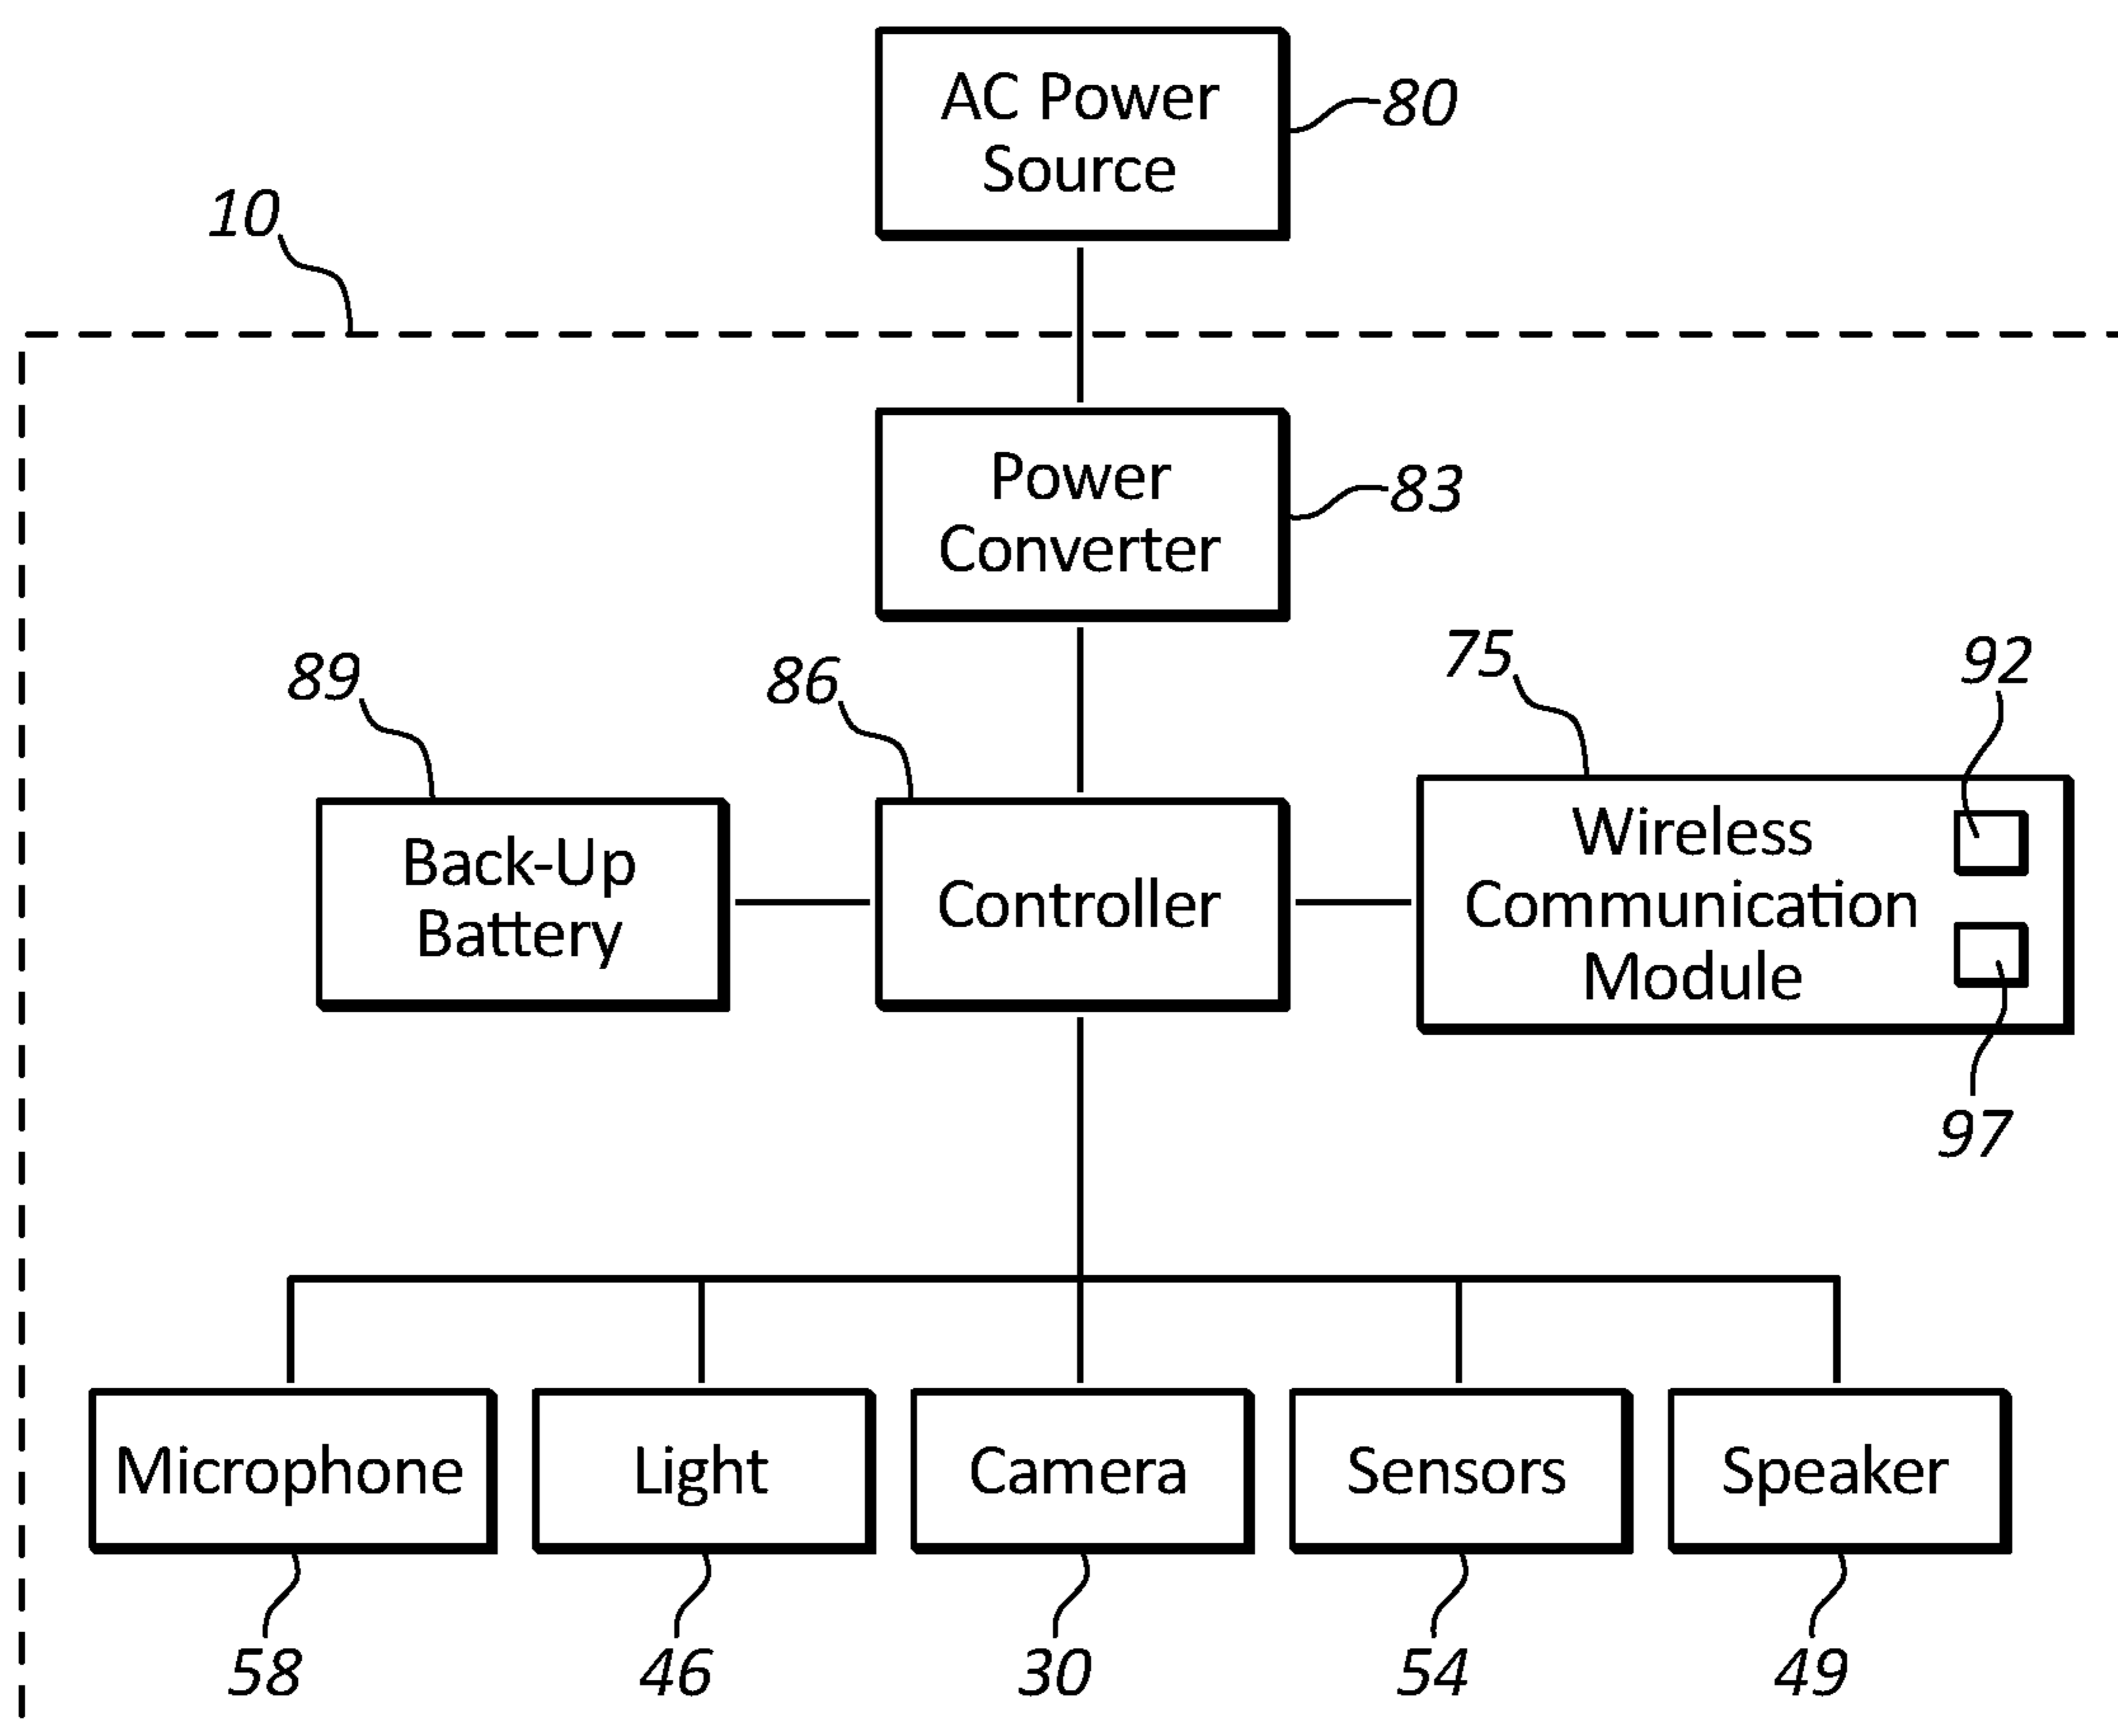 AC Power
Source
80
10
Power
Converter
83
89
86
75
92
Back-Up
Battery
Controller
Wireless
Communication
Module
97
Microphone
Light
Camera
Sensors
Speaker
58
46
30
54
49